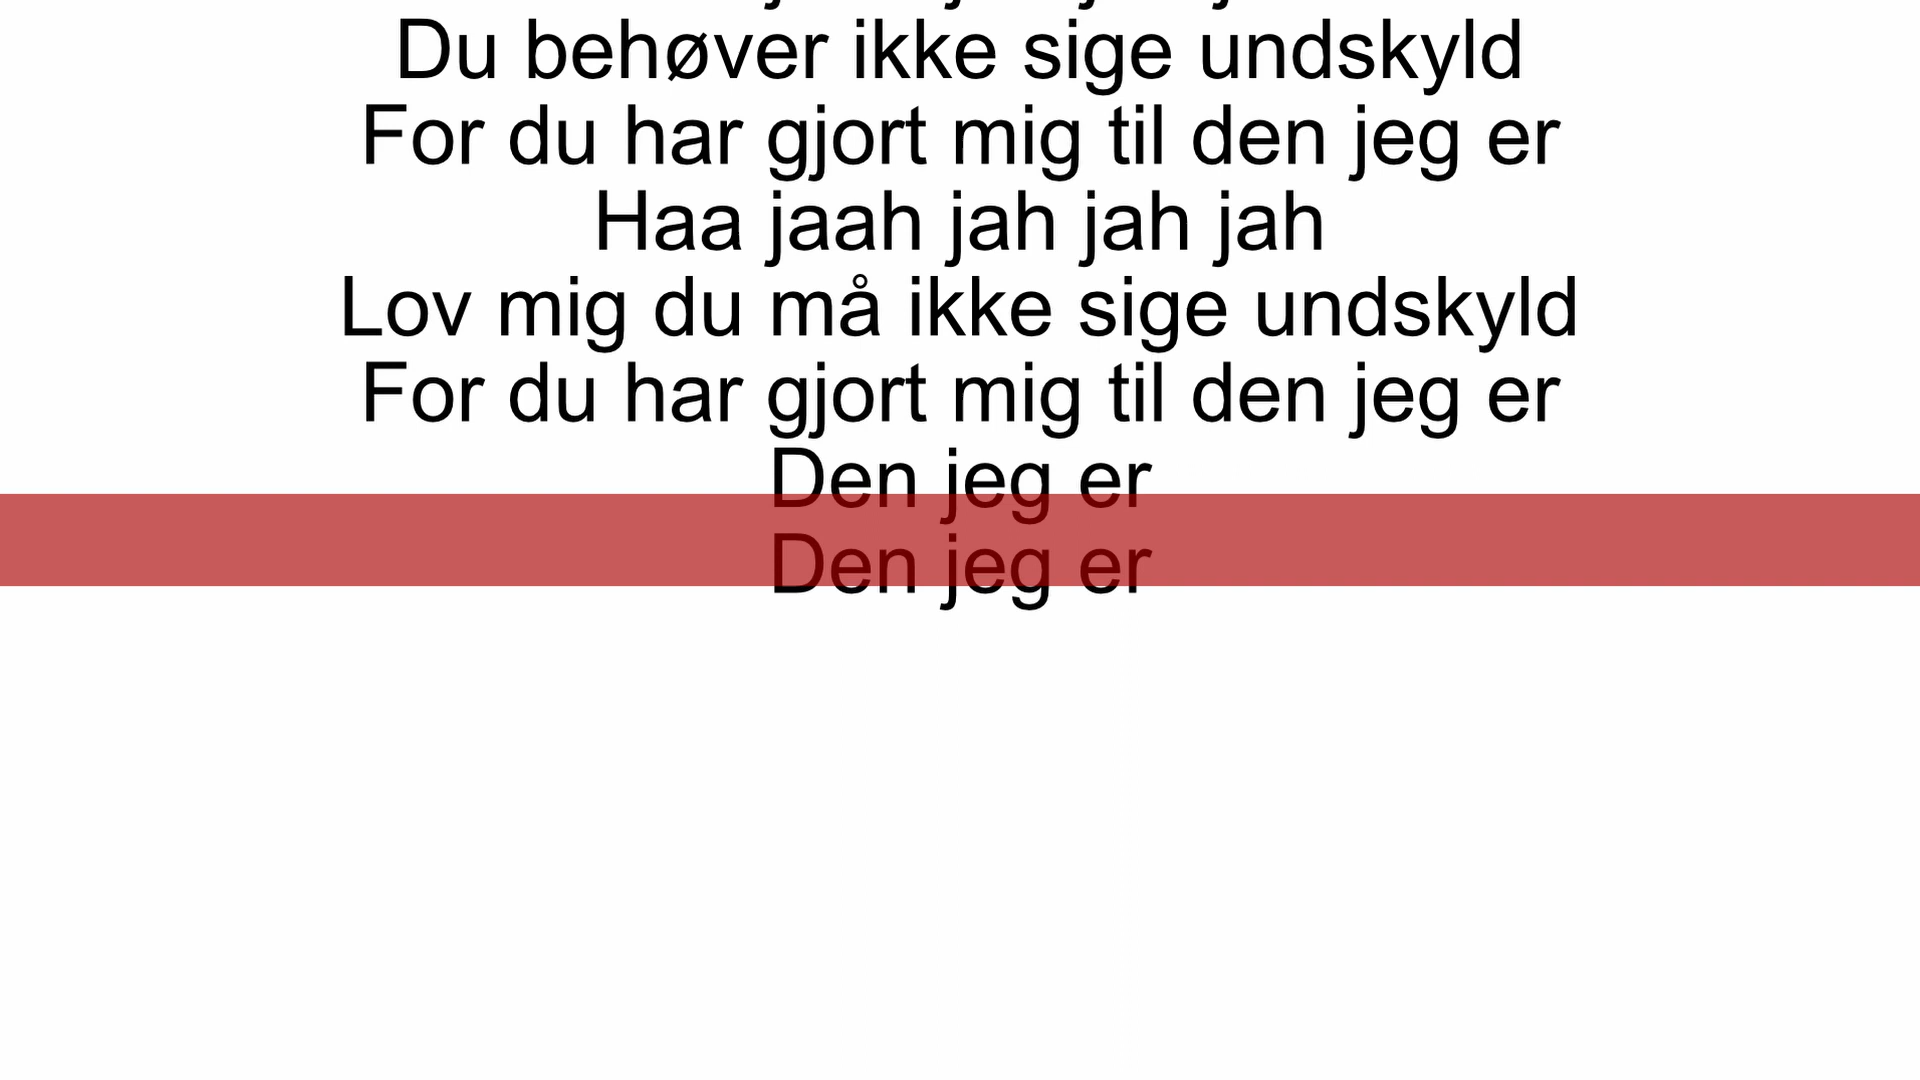 Du behøver ikke sige undskyld
For du har gjort mig til den jeg er
Haa jaah jah jah jah
Lov mig du må ikke sige undskyld
For du har gjort mig til den jeg er
Den jeg er
Den jeg er